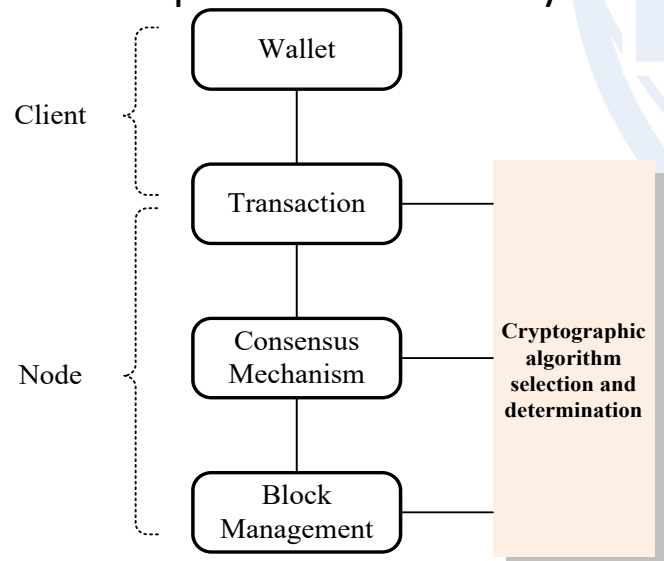 Wallet
Client
Transaction
Consensus
Mechanism
Node
Block
Management
Cryptographic
algorithm
selection and
determination